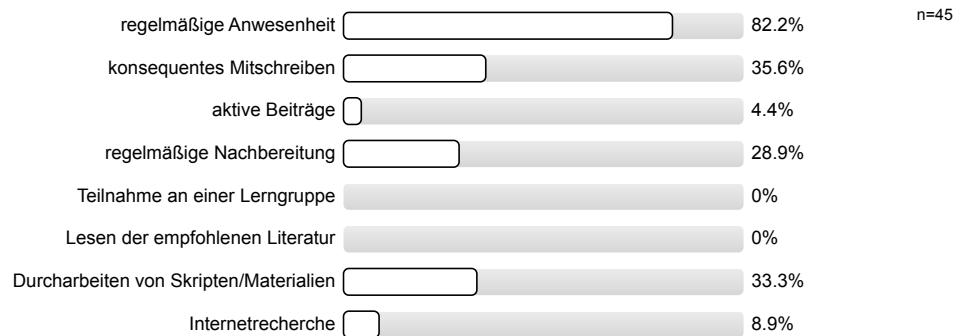 regelmäßige Anwesenheit 82.2% n=45
konsequentes Mitschreiben 35.6%
aktive Beiträge 4.4%
regelmäßige Nachbereitung 28.9%
Teilnahme an einer Lerngruppe 0%
Lesen der empfohlenen Literatur 0%
Durcharbeiten von Skripten/Materialien 33.3%
Internetrecherche 8.9%